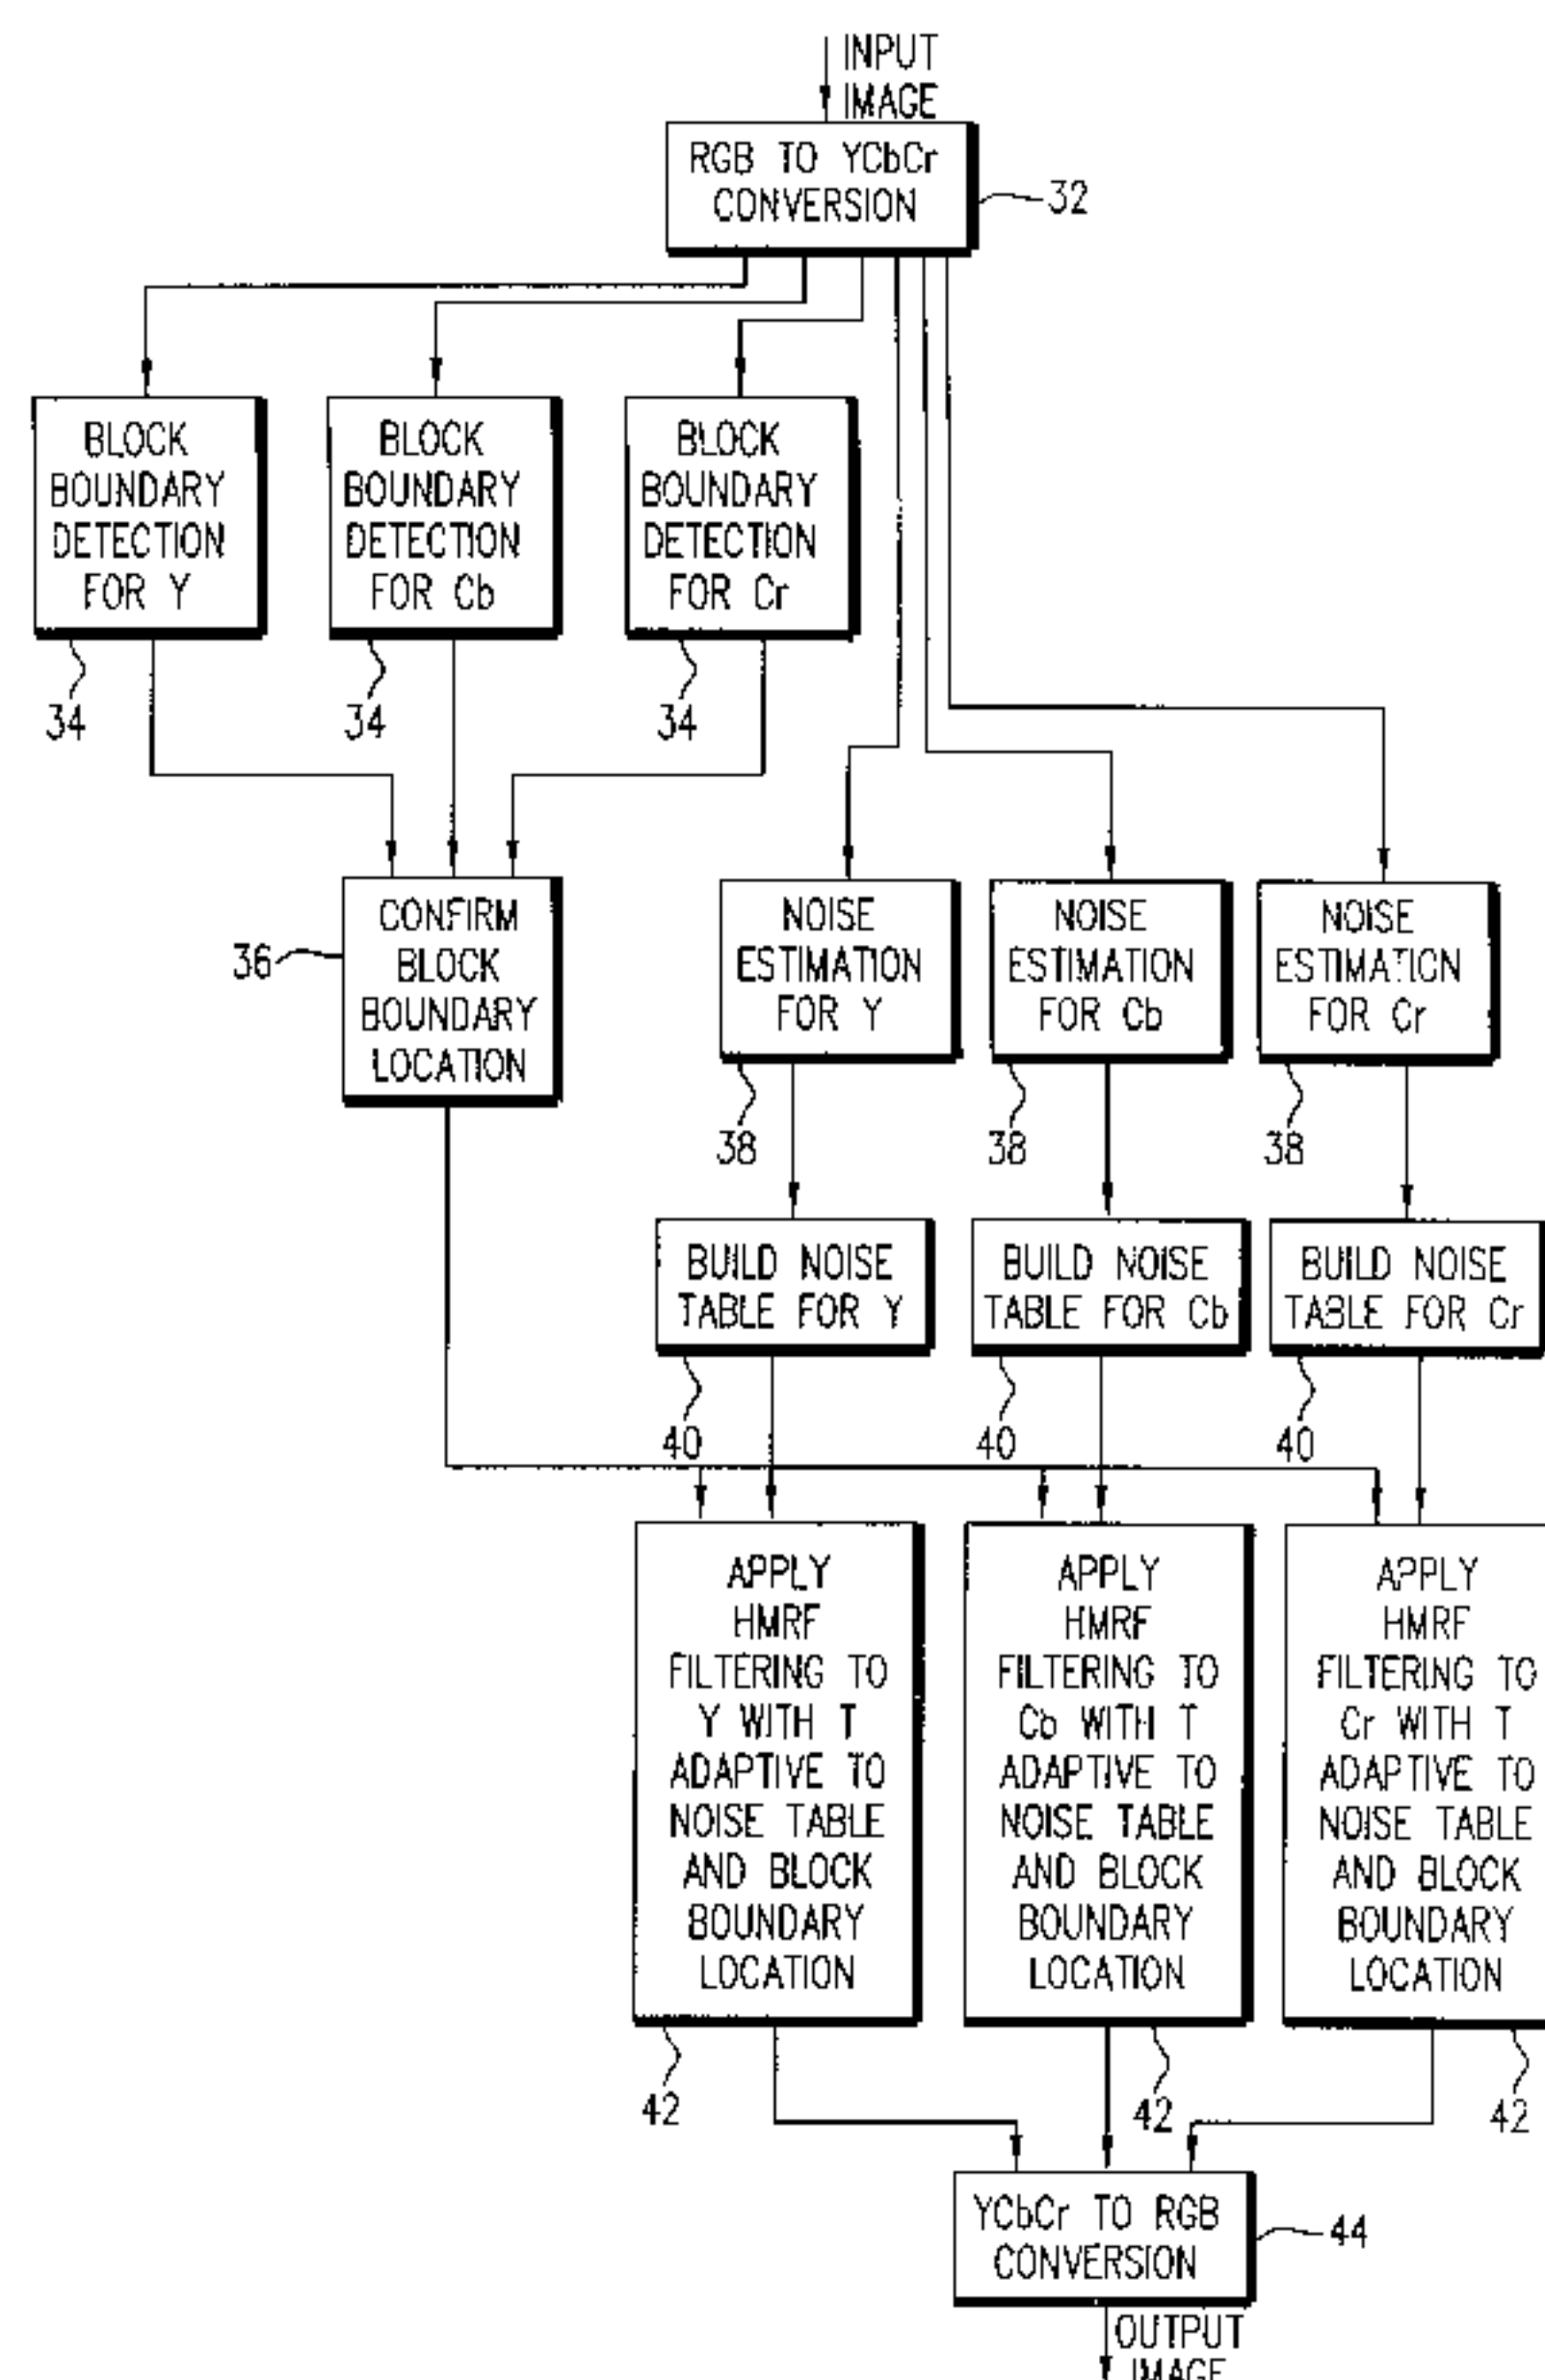 INPUT
IMAGE
RGB TO YCbCr
CONVERSION
32
BLOCK
BOUNDARY
DETECTION
FOR Y
34
BLOCK
BOUNDARY
DETECTION
FOR Cb
34
BLOCK
BOUNDARY
DETECTION
FOR Cr
34
36
CONFIRM
BLOCK
BOUNDARY
LOCATION
NOISE
ESTIMATION
FOR Y
38
NOISE
ESTIMATION
FOR Cb
38
NOISE
ESTIMATION
FOR Cr
38
BUILD NOISE
TABLE FOR Y
40
BUILD NOISE
TABLE FOR Cb
40
BUILD NOISE
TABLE FOR Cr
40
APPLY
HMRF
FILTERING TO
Y WITH T
ADAPTIVE TO
NOISE TABLE
AND BLOCK
BOUNDARY
LOCATION
42
APPLY
HMRF
FILTERING TO
Cb WITH T
ADAPTIVE TO
NOISE TABLE
AND BLOCK
BOUNDARY
LOCATION
42
APPLY
HMRF
FILTERING TO
Cr WITH T
ADAPTIVE TO
NOISE TABLE
AND BLOCK
BOUNDARY
LOCATION
42
YCbCr TO RGB
CONVERSION
44
OUTPUT
IMAGE